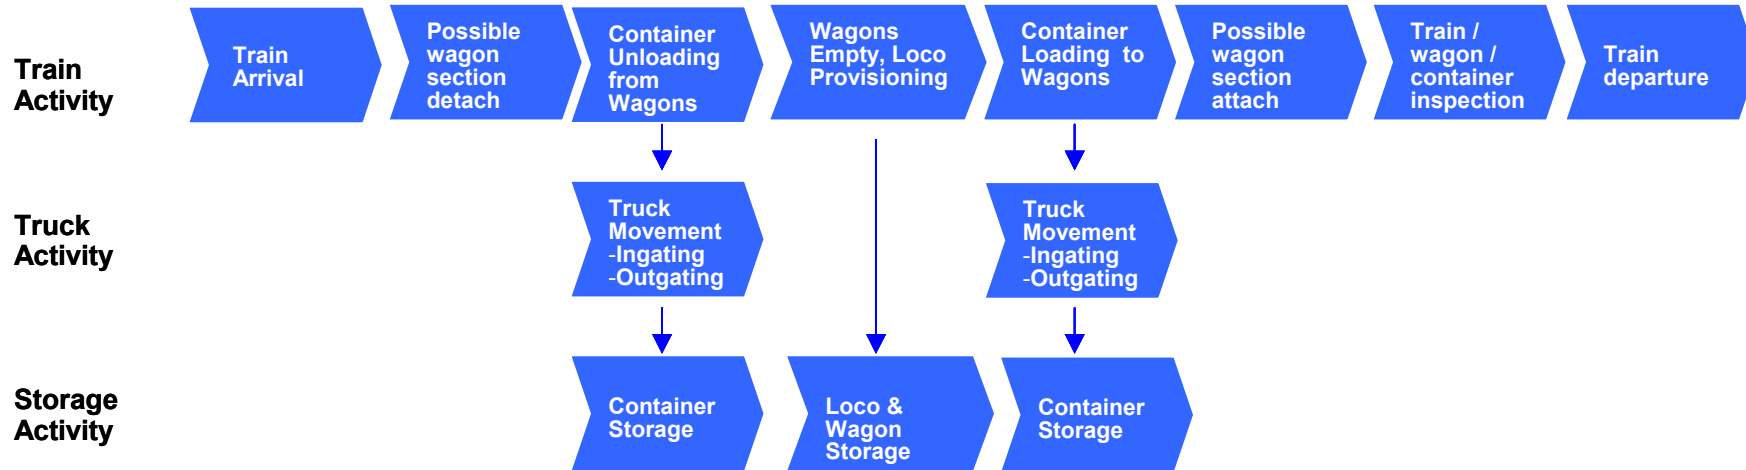 Train
Activity
Train
Arrival
Possible
wagon
section
detach
Container
Unloading
from
Wagons
Wagons
Empty, Loco
Provisioning
Container
Loading to
Wagons
Possible
wagon
section
attach
Train /
wagon /
container
inspection
Train
departure
Truck
Activity
Truck
Movement
-Ingating
-Outgating
Truck
Movement
-Ingating
-Outgating
Storage
Activity
Container
Storage
Loco &
Wagon
Storage
Container
Storage